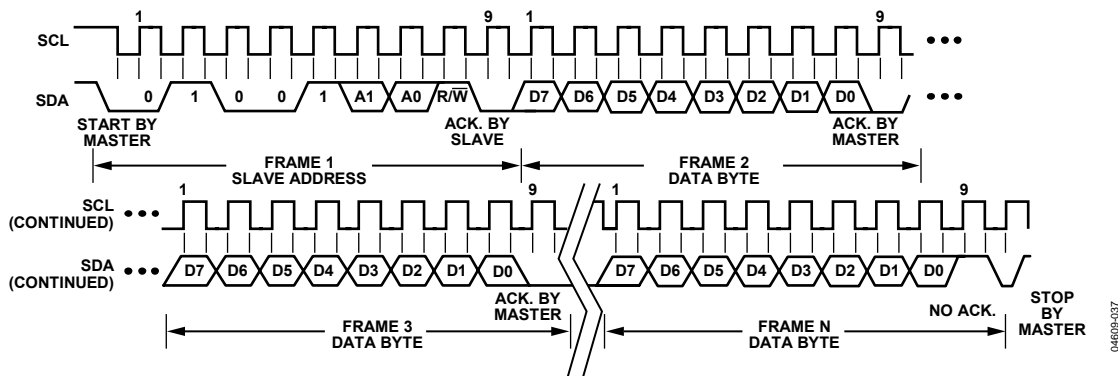 1 9 1 9
SCL
SDA 0 1 0 0 1 A1 A0 R/W̅ D7 D6 D5 D4 D3 D2 D1 D0
START BY MASTER
ACK. BY SLAVE
ACK. BY MASTER
FRAME 1
SLAVE ADDRESS
FRAME 2
DATA BYTE
1 9 1 9
SCL
(CONTINUED)
SDA
(CONTINUED)
D7 D6 D5 D4 D3 D2 D1 D0 D7 D6 D5 D4 D3 D2 D1 D0
ACK. BY
MASTER
NO ACK.
STOP
BY
MASTER
FRAME 3
DATA BYTE
FRAME N
DATA BYTE
04609-037